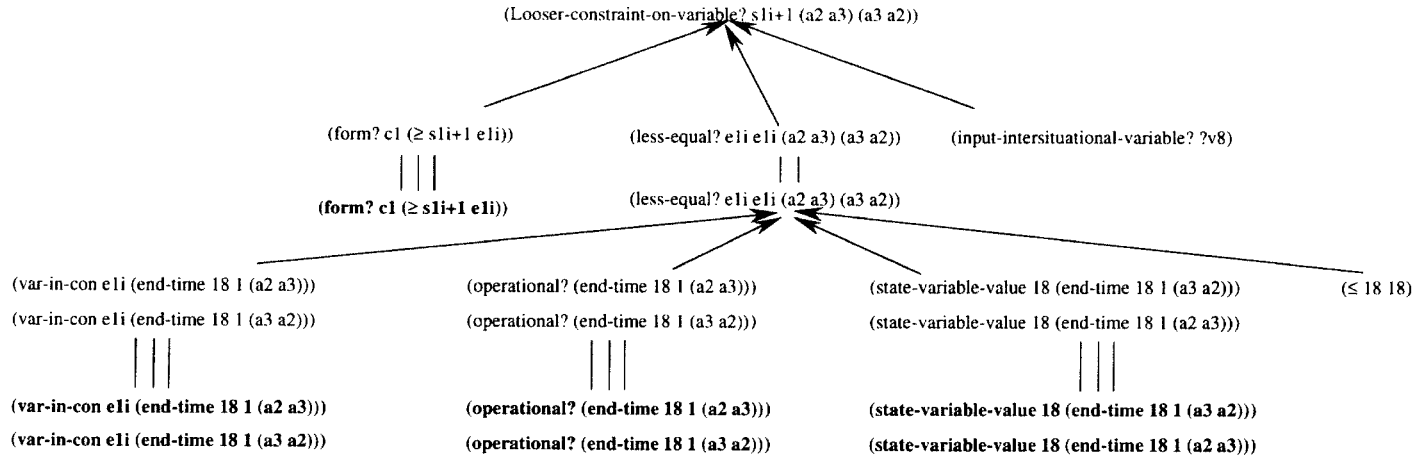 (Looser-constraint-on-variable? s1i+1 (a2 a3) (a3 a2))
(form? c1 (≥ s1i+1 e1i))
(less-equal? e1i e1i (a2 a3) (a3 a2))
(input-intersituational-variable? ?v8)
(form? c1 (≥ s1i+1 e1i))
(less-equal? e1i e1i (a2 a3) (a3 a2))
(var-in-con e1i (end-time 18 1 (a2 a3)))
(operational? (end-time 18 1 (a2 a3)))
(state-variable-value 18 (end-time 18 1 (a3 a2)))
(≤ 18 18)
(var-in-con e1i (end-time 18 1 (a3 a2)))
(operational? (end-time 18 1 (a3 a2)))
(state-variable-value 18 (end-time 18 1 (a2 a3)))
(var-in-con e1i (end-time 18 1 (a2 a3)))
(operational? (end-time 18 1 (a2 a3)))
(state-variable-value 18 (end-time 18 1 (a3 a2)))
(var-in-con e1i (end-time 18 1 (a3 a2)))
(operational? (end-time 18 1 (a3 a2)))
(state-variable-value 18 (end-time 18 1 (a2 a3)))